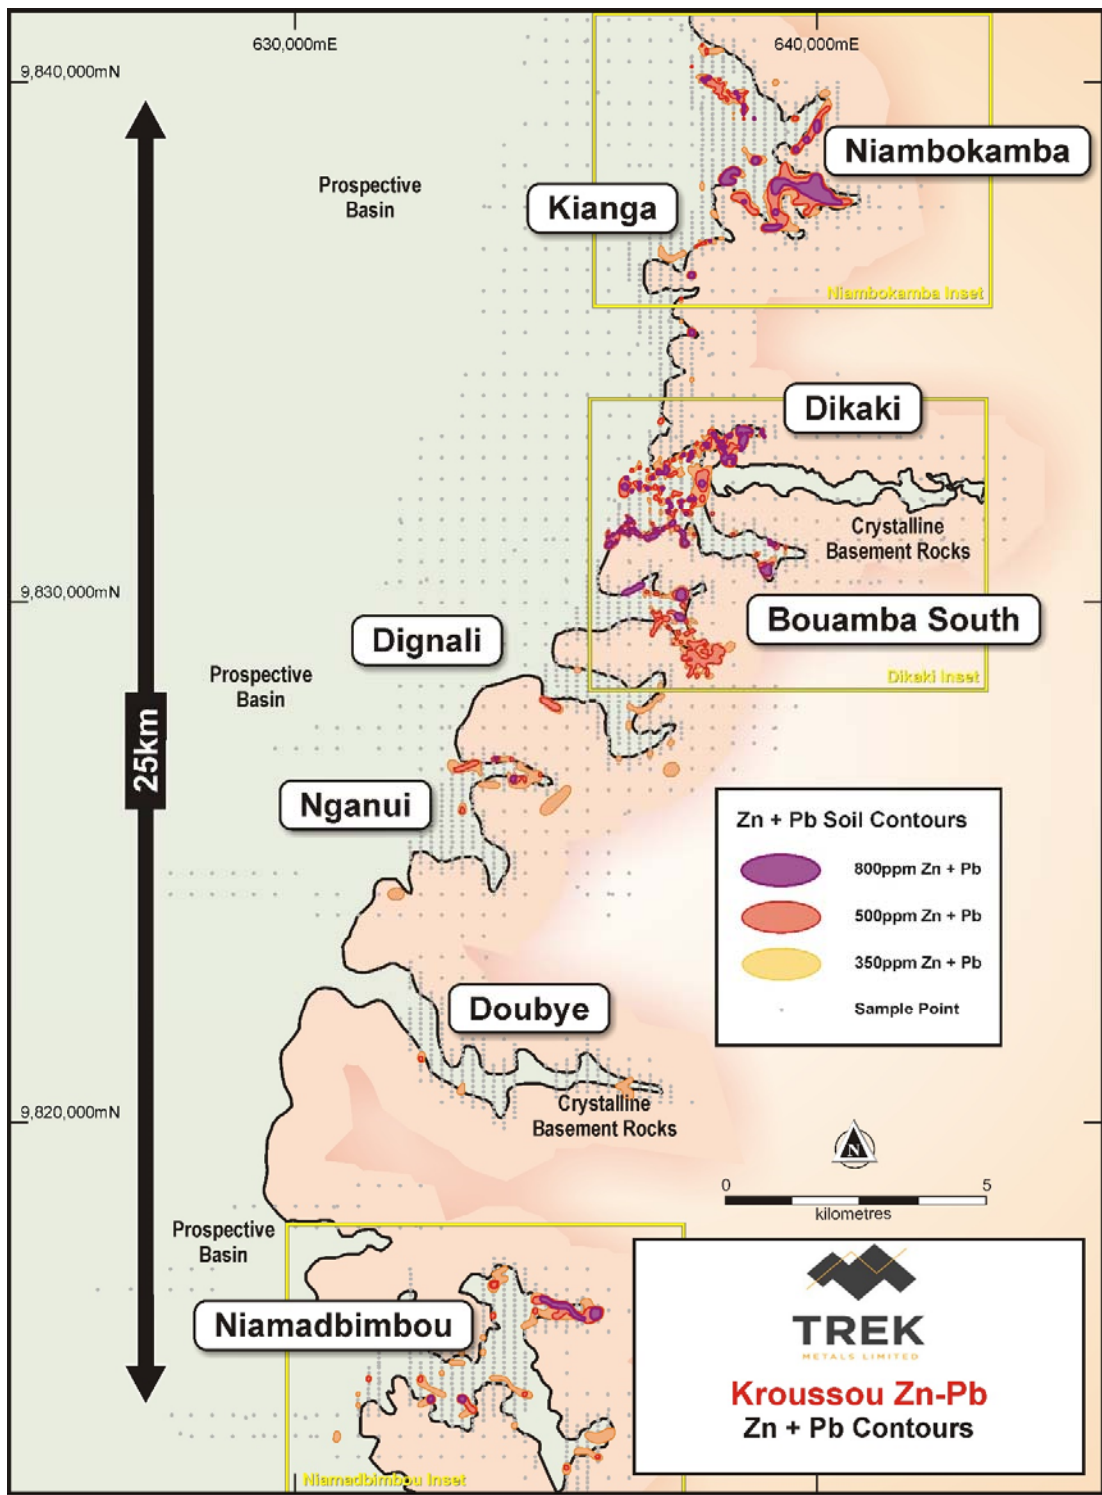 630,000mE
640,000mE
9,840,000mN
Niambokamba
Prospective
Basin
Kianga
Niambokamba Inset
Dikaki
Crystalline
Basement Rocks
9,830,000mN
Bouamba South
Dignali
Prospective
Basin
Dikaki Inset
25km
Nganui
Zn + Pb Soil Contours
800ppm Zn + Pb
500ppm Zn + Pb
350ppm Zn + Pb
Sample Point
Doubye
9,820,000mN
Crystalline
Basement Rocks
N
0 5
kilometres
Prospective
Basin
Niamadbimbou
TREK
METALS LIMITED
Kroussou Zn-Pb
Zn + Pb Contours
Niamadbimbou Inset